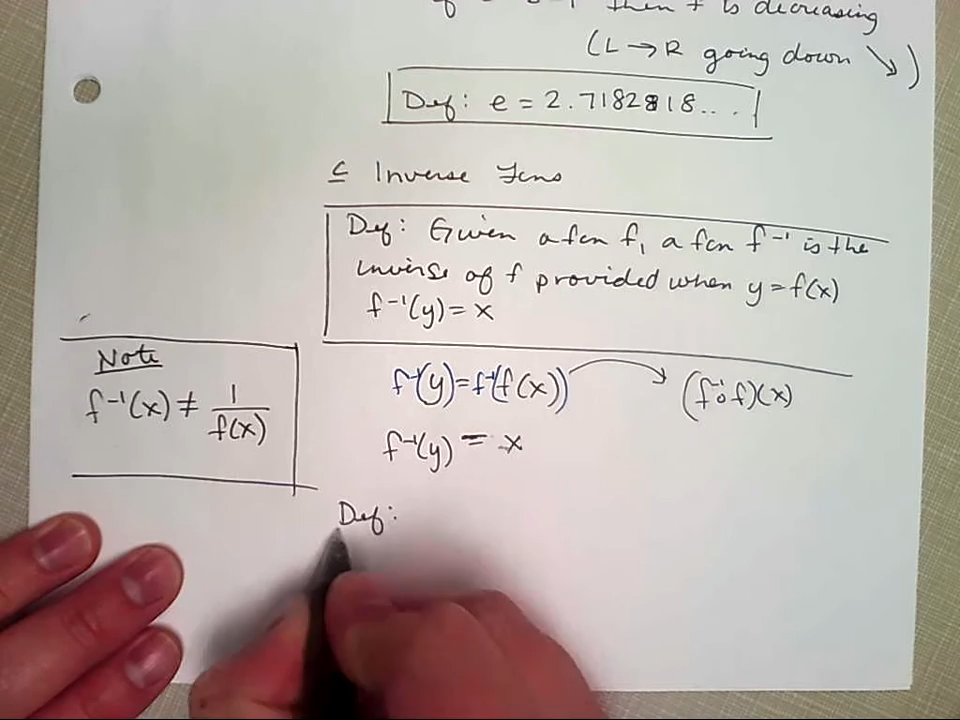 then f is decreasing
(L → R going down ↘)
Def: e = 2.7182818...
C Inverse Fcns
Def: Given a fcn f, a fcn f⁻¹ is the
inverse of f provided when y = f(x)
f⁻¹(y) = x
Note
f⁻¹(x) ≠ 1/f(x)
f⁻¹(y) = f⁻¹(f(x)) → (f⁻¹∘f)(x)
f⁻¹(y) = x
Def: